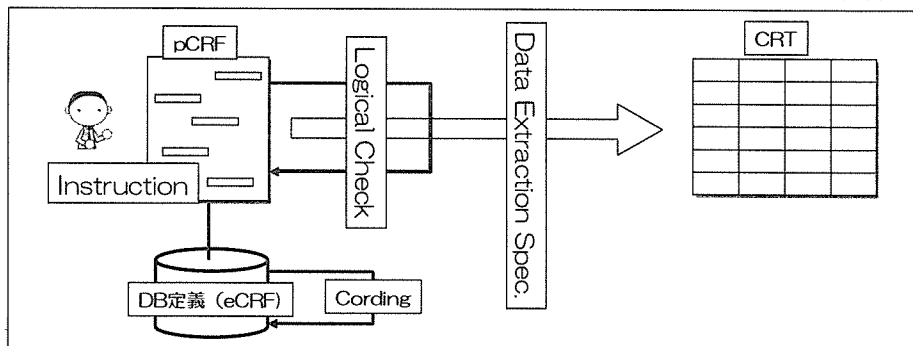 pCRF
CRT
Instruction
Logical Check
Data Extraction Spec.
DB定義（eCRF）
Cording